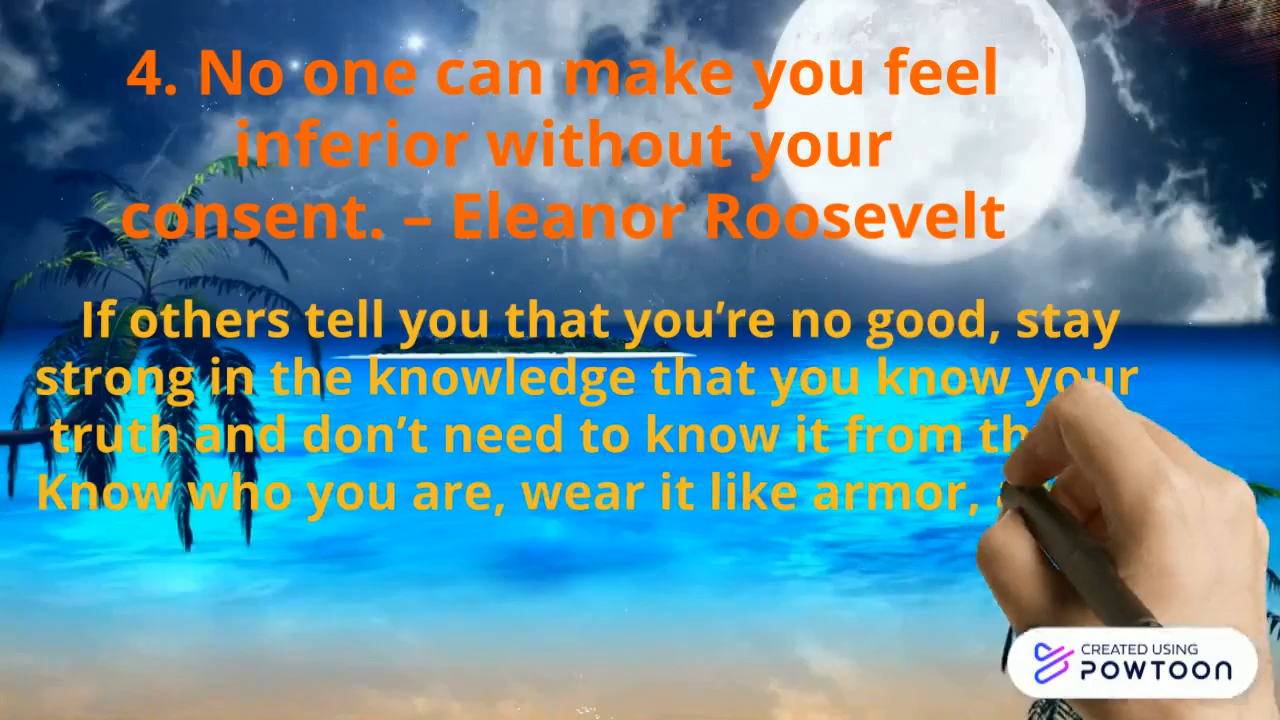 4. No one can make you feel
inferior without your
consent. – Eleanor Roosevelt
If others tell you that you’re no good, stay
strong in the knowledge that you know your
truth and don’t need to know it from
Know who you are, wear it like armor,
CREATED USING
POWTOON